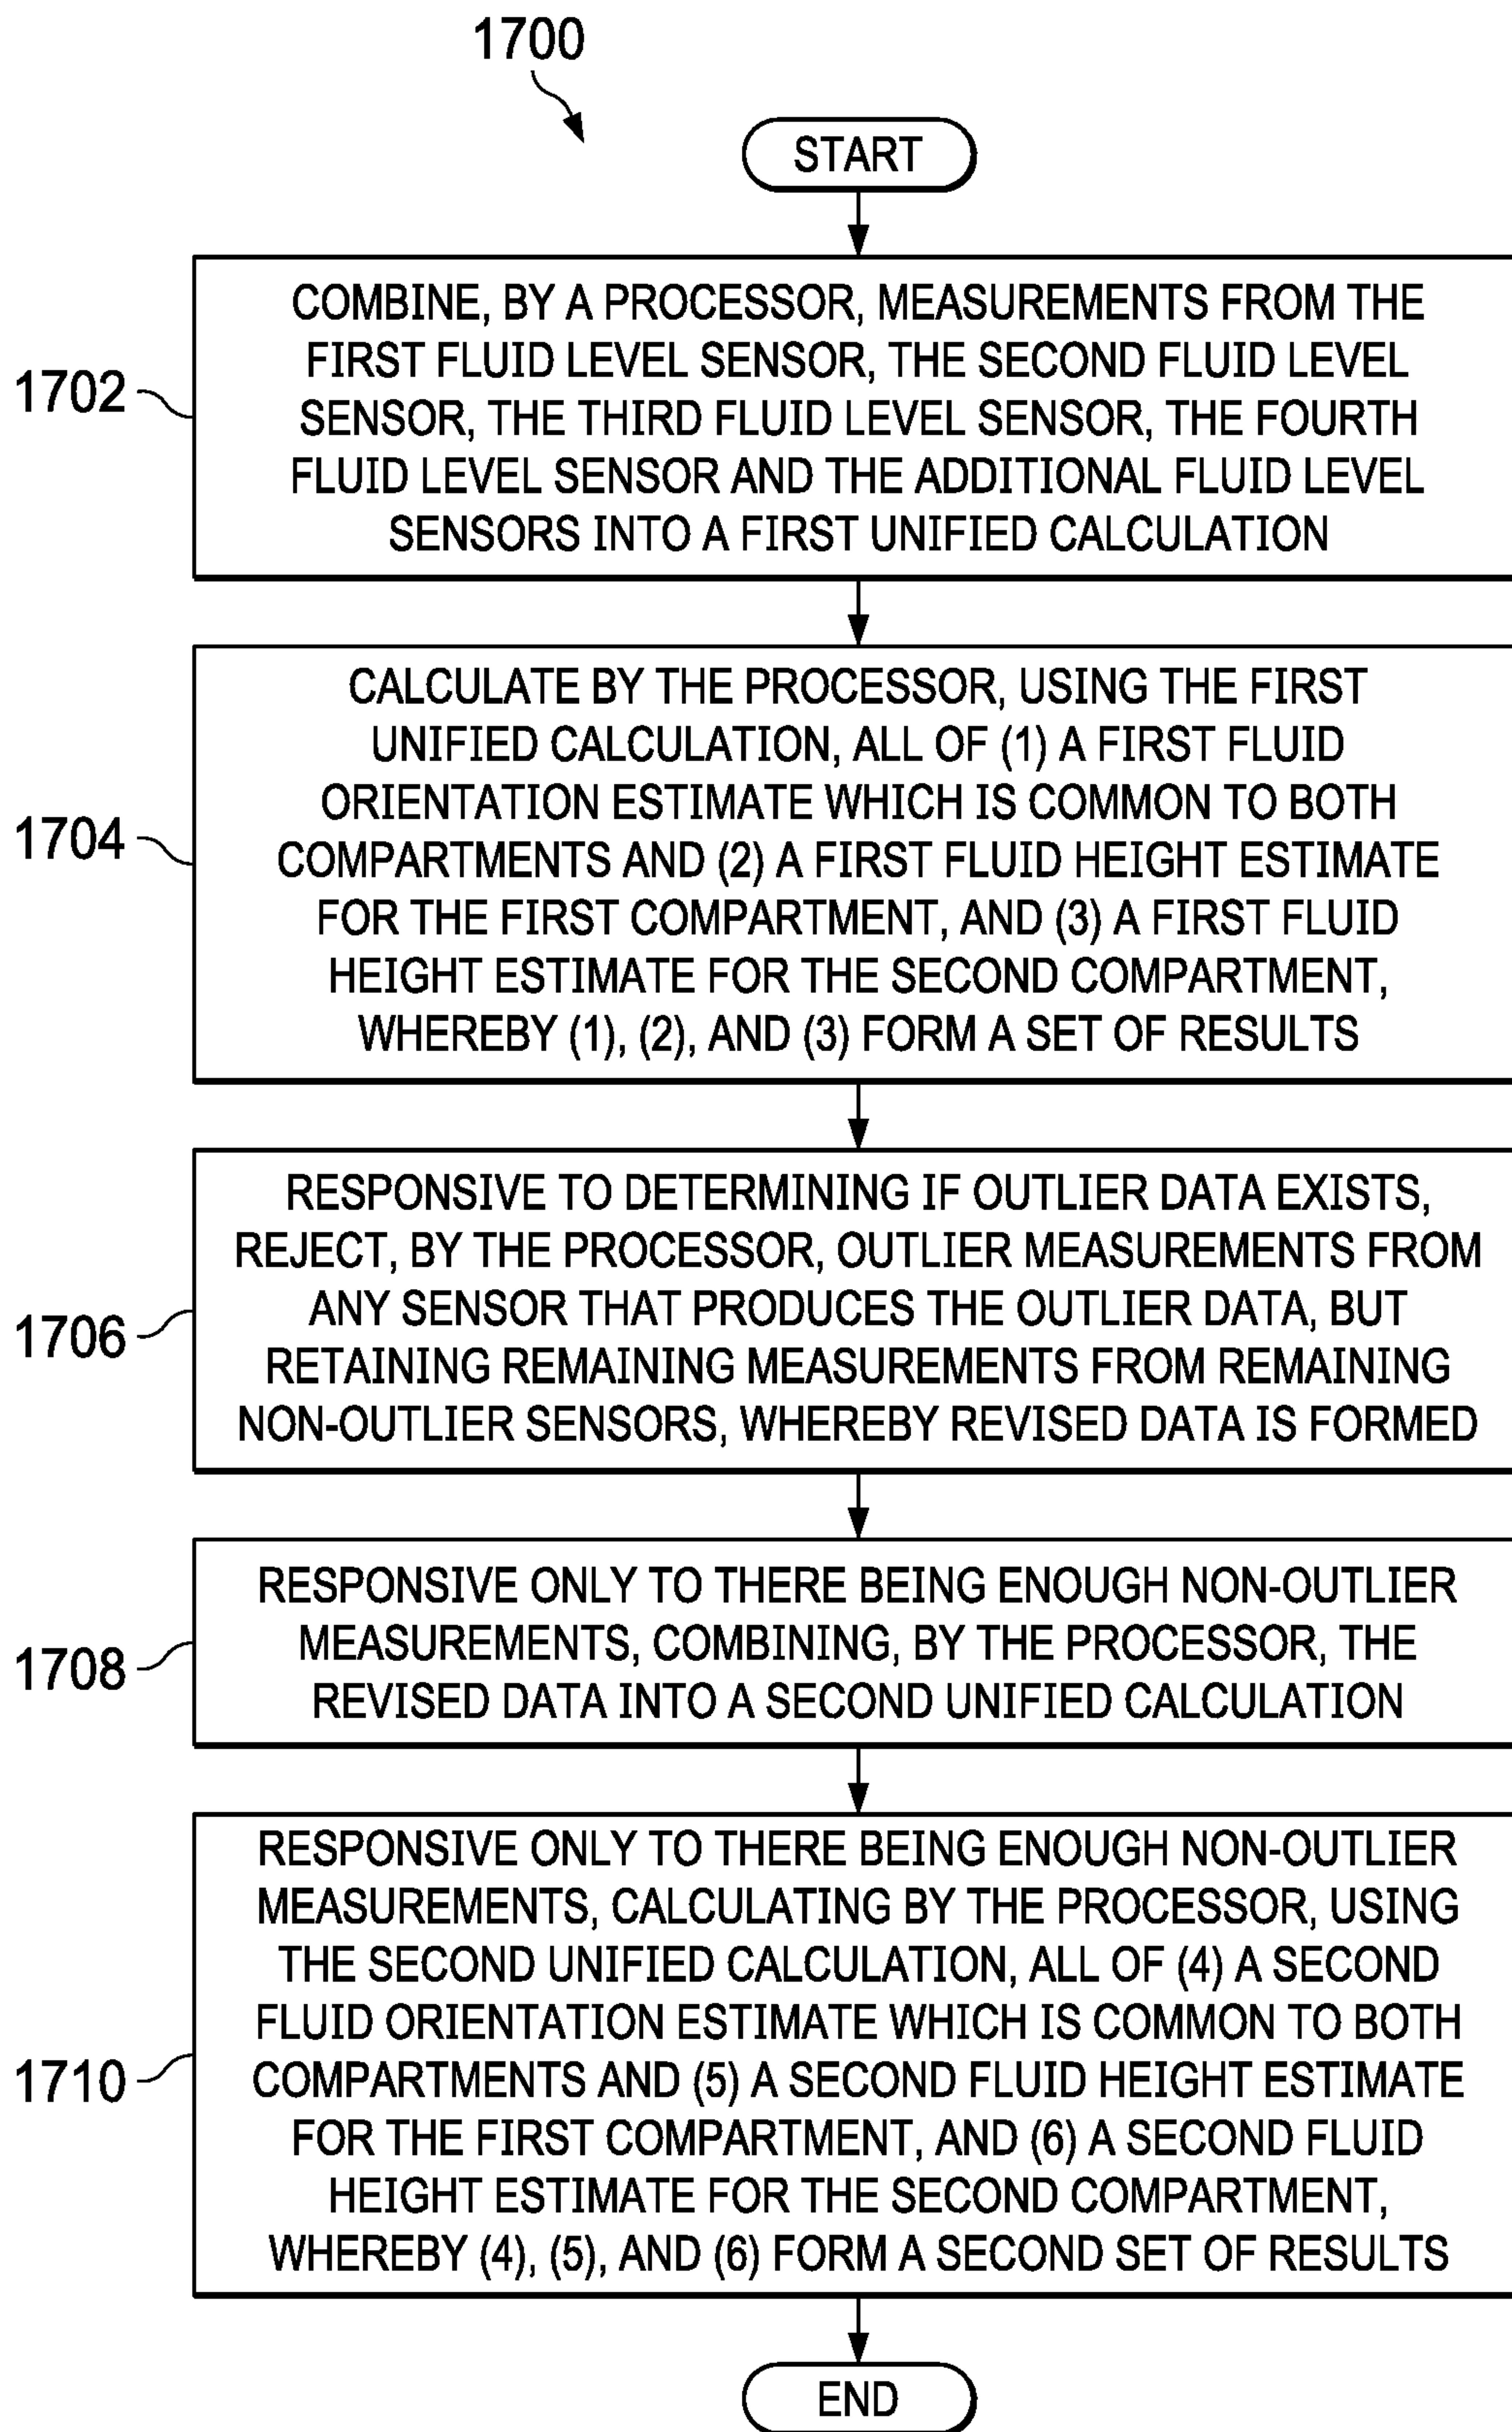 1700
START
1702
COMBINE, BY A PROCESSOR, MEASUREMENTS FROM THE
FIRST FLUID LEVEL SENSOR, THE SECOND FLUID LEVEL
SENSOR, THE THIRD FLUID LEVEL SENSOR, THE FOURTH
FLUID LEVEL SENSOR AND THE ADDITIONAL FLUID LEVEL
SENSORS INTO A FIRST UNIFIED CALCULATION
1704
CALCULATE BY THE PROCESSOR, USING THE FIRST
UNIFIED CALCULATION, ALL OF (1) A FIRST FLUID
ORIENTATION ESTIMATE WHICH IS COMMON TO BOTH
COMPARTMENTS AND (2) A FIRST FLUID HEIGHT ESTIMATE
FOR THE FIRST COMPARTMENT, AND (3) A FIRST FLUID
HEIGHT ESTIMATE FOR THE SECOND COMPARTMENT,
WHEREBY (1), (2), AND (3) FORM A SET OF RESULTS
1706
RESPONSIVE TO DETERMINING IF OUTLIER DATA EXISTS,
REJECT, BY THE PROCESSOR, OUTLIER MEASUREMENTS FROM
ANY SENSOR THAT PRODUCES THE OUTLIER DATA, BUT
RETAINING REMAINING MEASUREMENTS FROM REMAINING
NON-OUTLIER SENSORS, WHEREBY REVISED DATA IS FORMED
1708
RESPONSIVE ONLY TO THERE BEING ENOUGH NON-OUTLIER
MEASUREMENTS, COMBINING, BY THE PROCESSOR, THE
REVISED DATA INTO A SECOND UNIFIED CALCULATION
1710
RESPONSIVE ONLY TO THERE BEING ENOUGH NON-OUTLIER
MEASUREMENTS, CALCULATING BY THE PROCESSOR, USING
THE SECOND UNIFIED CALCULATION, ALL OF (4) A SECOND
FLUID ORIENTATION ESTIMATE WHICH IS COMMON TO BOTH
COMPARTMENTS AND (5) A SECOND FLUID HEIGHT ESTIMATE
FOR THE FIRST COMPARTMENT, AND (6) A SECOND FLUID
HEIGHT ESTIMATE FOR THE SECOND COMPARTMENT,
WHEREBY (4), (5), AND (6) FORM A SECOND SET OF RESULTS
END